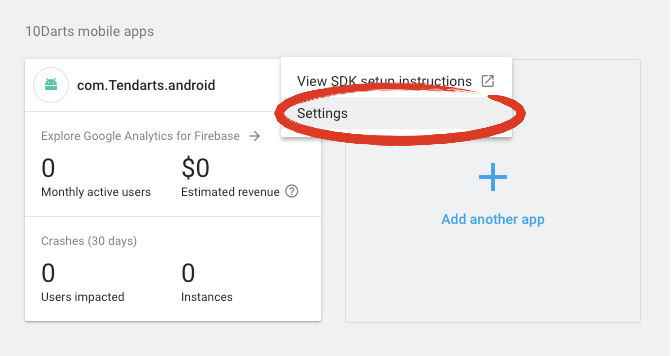 10Darts mobile apps
com.Tendarts.android
View SDK setup instructions
Settings
Explore Google Analytics for Firebase
0 $0
Monthly active users Estimated revenue
Add another app
Crashes (30 days)
0 0
Users impacted Instances